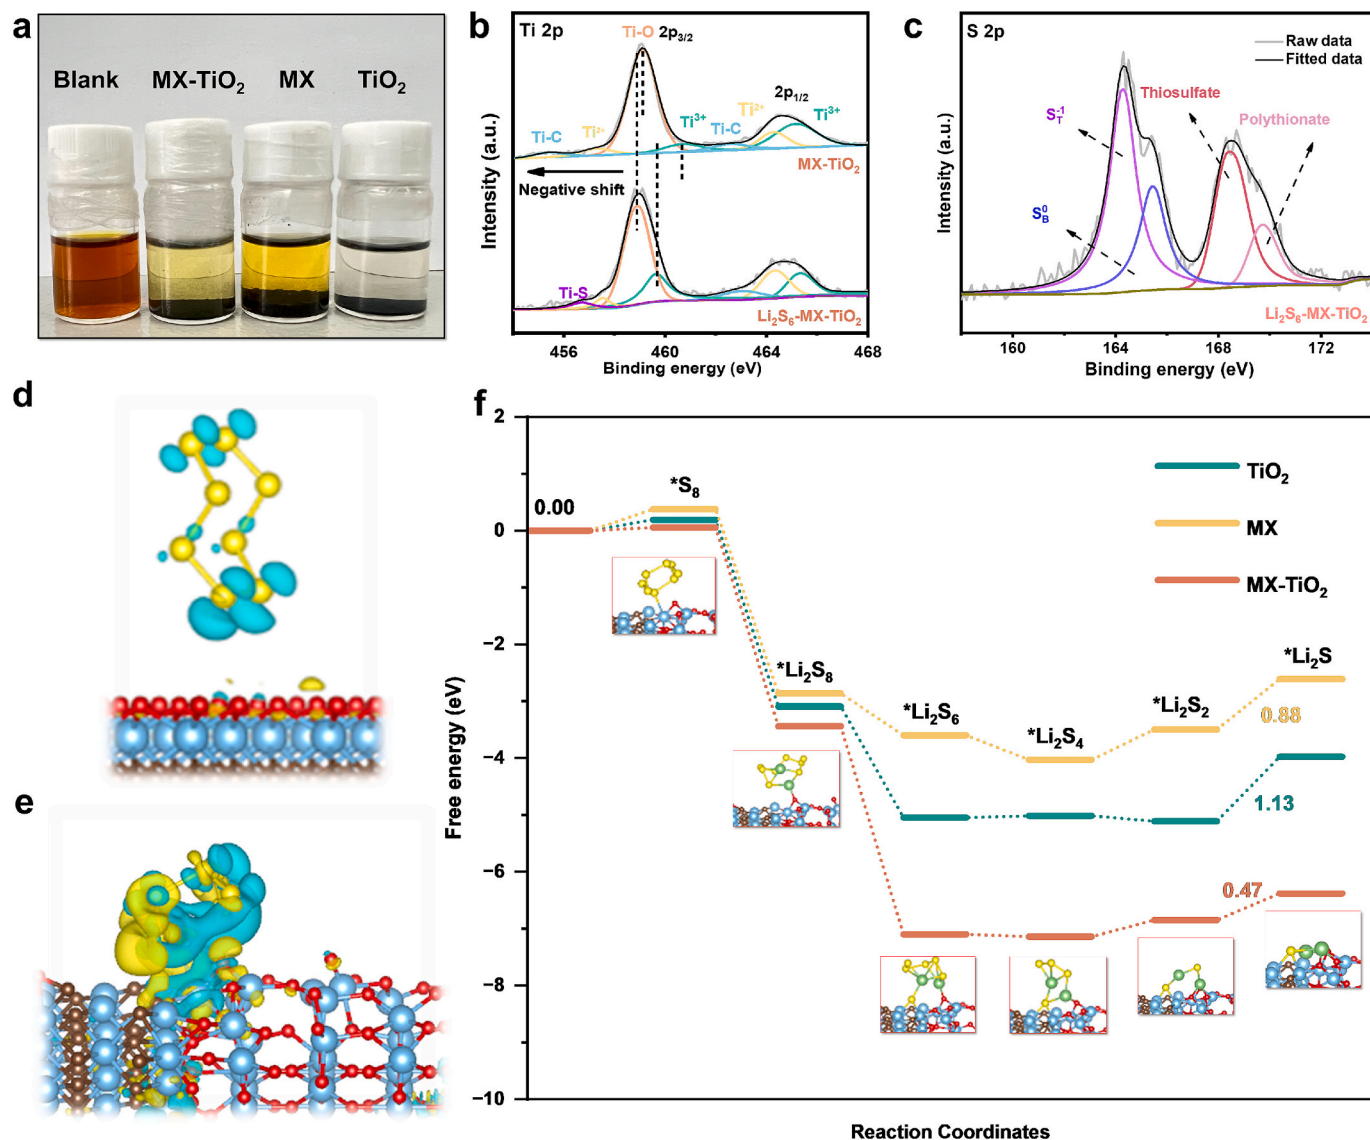 a
Blank MX-TiO₂ MX TiO₂
b
Ti 2p
Ti-O 2p₃/₂
2p₁/₂
Ti-C Ti²⁺ Ti³⁺ Ti-C Ti²⁺ Ti³⁺
MX-TiO₂
Negative shift
Ti-S
Li₂S₆-MX-TiO₂
Intensity (a.u.)
456 460 464 468
Binding energy (eV)
c
S 2p
Raw data
Fitted data
S_T^-1
Thiosulfate
Polythionate
S_B^0
Li₂S₆-MX-TiO₂
Intensity (a.u.)
160 164 168 172
Binding energy (eV)
d
e
f
2
0
−2
−4
−6
−8
−10
Free energy (eV)
0.00
*S₈
*Li₂S₈
*Li₂S₆
*Li₂S₄
*Li₂S₂
*Li₂S
0.88
1.13
0.47
TiO₂
MX
MX-TiO₂
Reaction Coordinates